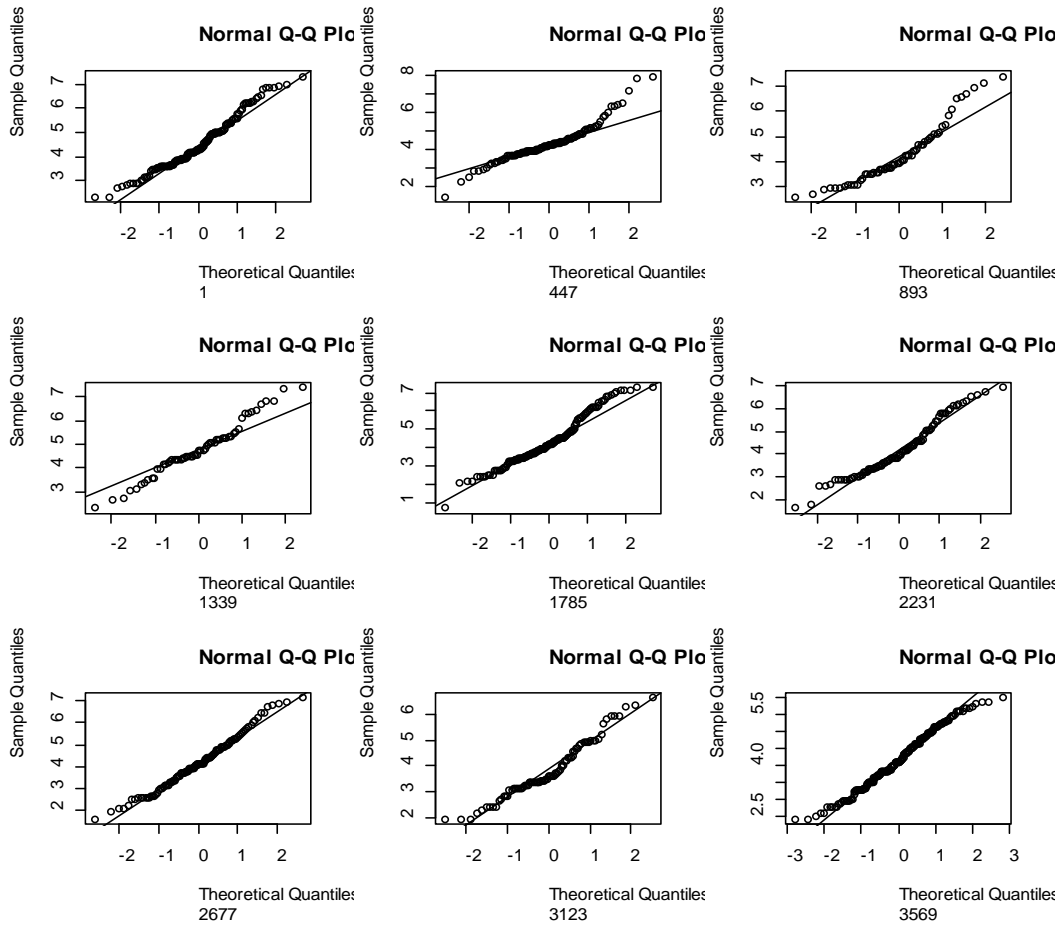 Normal Q-Q Plo
Sample Quantiles
3 4 5 6 7
-2 -1 0 1 2
Theoretical Quantiles
1
Normal Q-Q Plo
Sample Quantiles
2 4 6 8
-2 -1 0 1 2
Theoretical Quantiles
447
Normal Q-Q Plo
Sample Quantiles
3 4 5 6 7
-2 -1 0 1 2
Theoretical Quantiles
893
Normal Q-Q Plo
Sample Quantiles
3 4 5 6 7
-2 -1 0 1 2
Theoretical Quantiles
1339
Normal Q-Q Plo
Sample Quantiles
1 3 5 7
-2 -1 0 1 2
Theoretical Quantiles
1785
Normal Q-Q Plo
Sample Quantiles
2 3 4 5 6 7
-2 -1 0 1 2
Theoretical Quantiles
2231
Normal Q-Q Plo
Sample Quantiles
2 3 4 5 6 7
-2 -1 0 1 2
Theoretical Quantiles
2677
Normal Q-Q Plo
Sample Quantiles
2 3 4 5 6
-2 -1 0 1 2
Theoretical Quantiles
3123
Normal Q-Q Plo
Sample Quantiles
2.5 4.0 5.5
-3 -2 -1 0 1 2 3
Theoretical Quantiles
3569